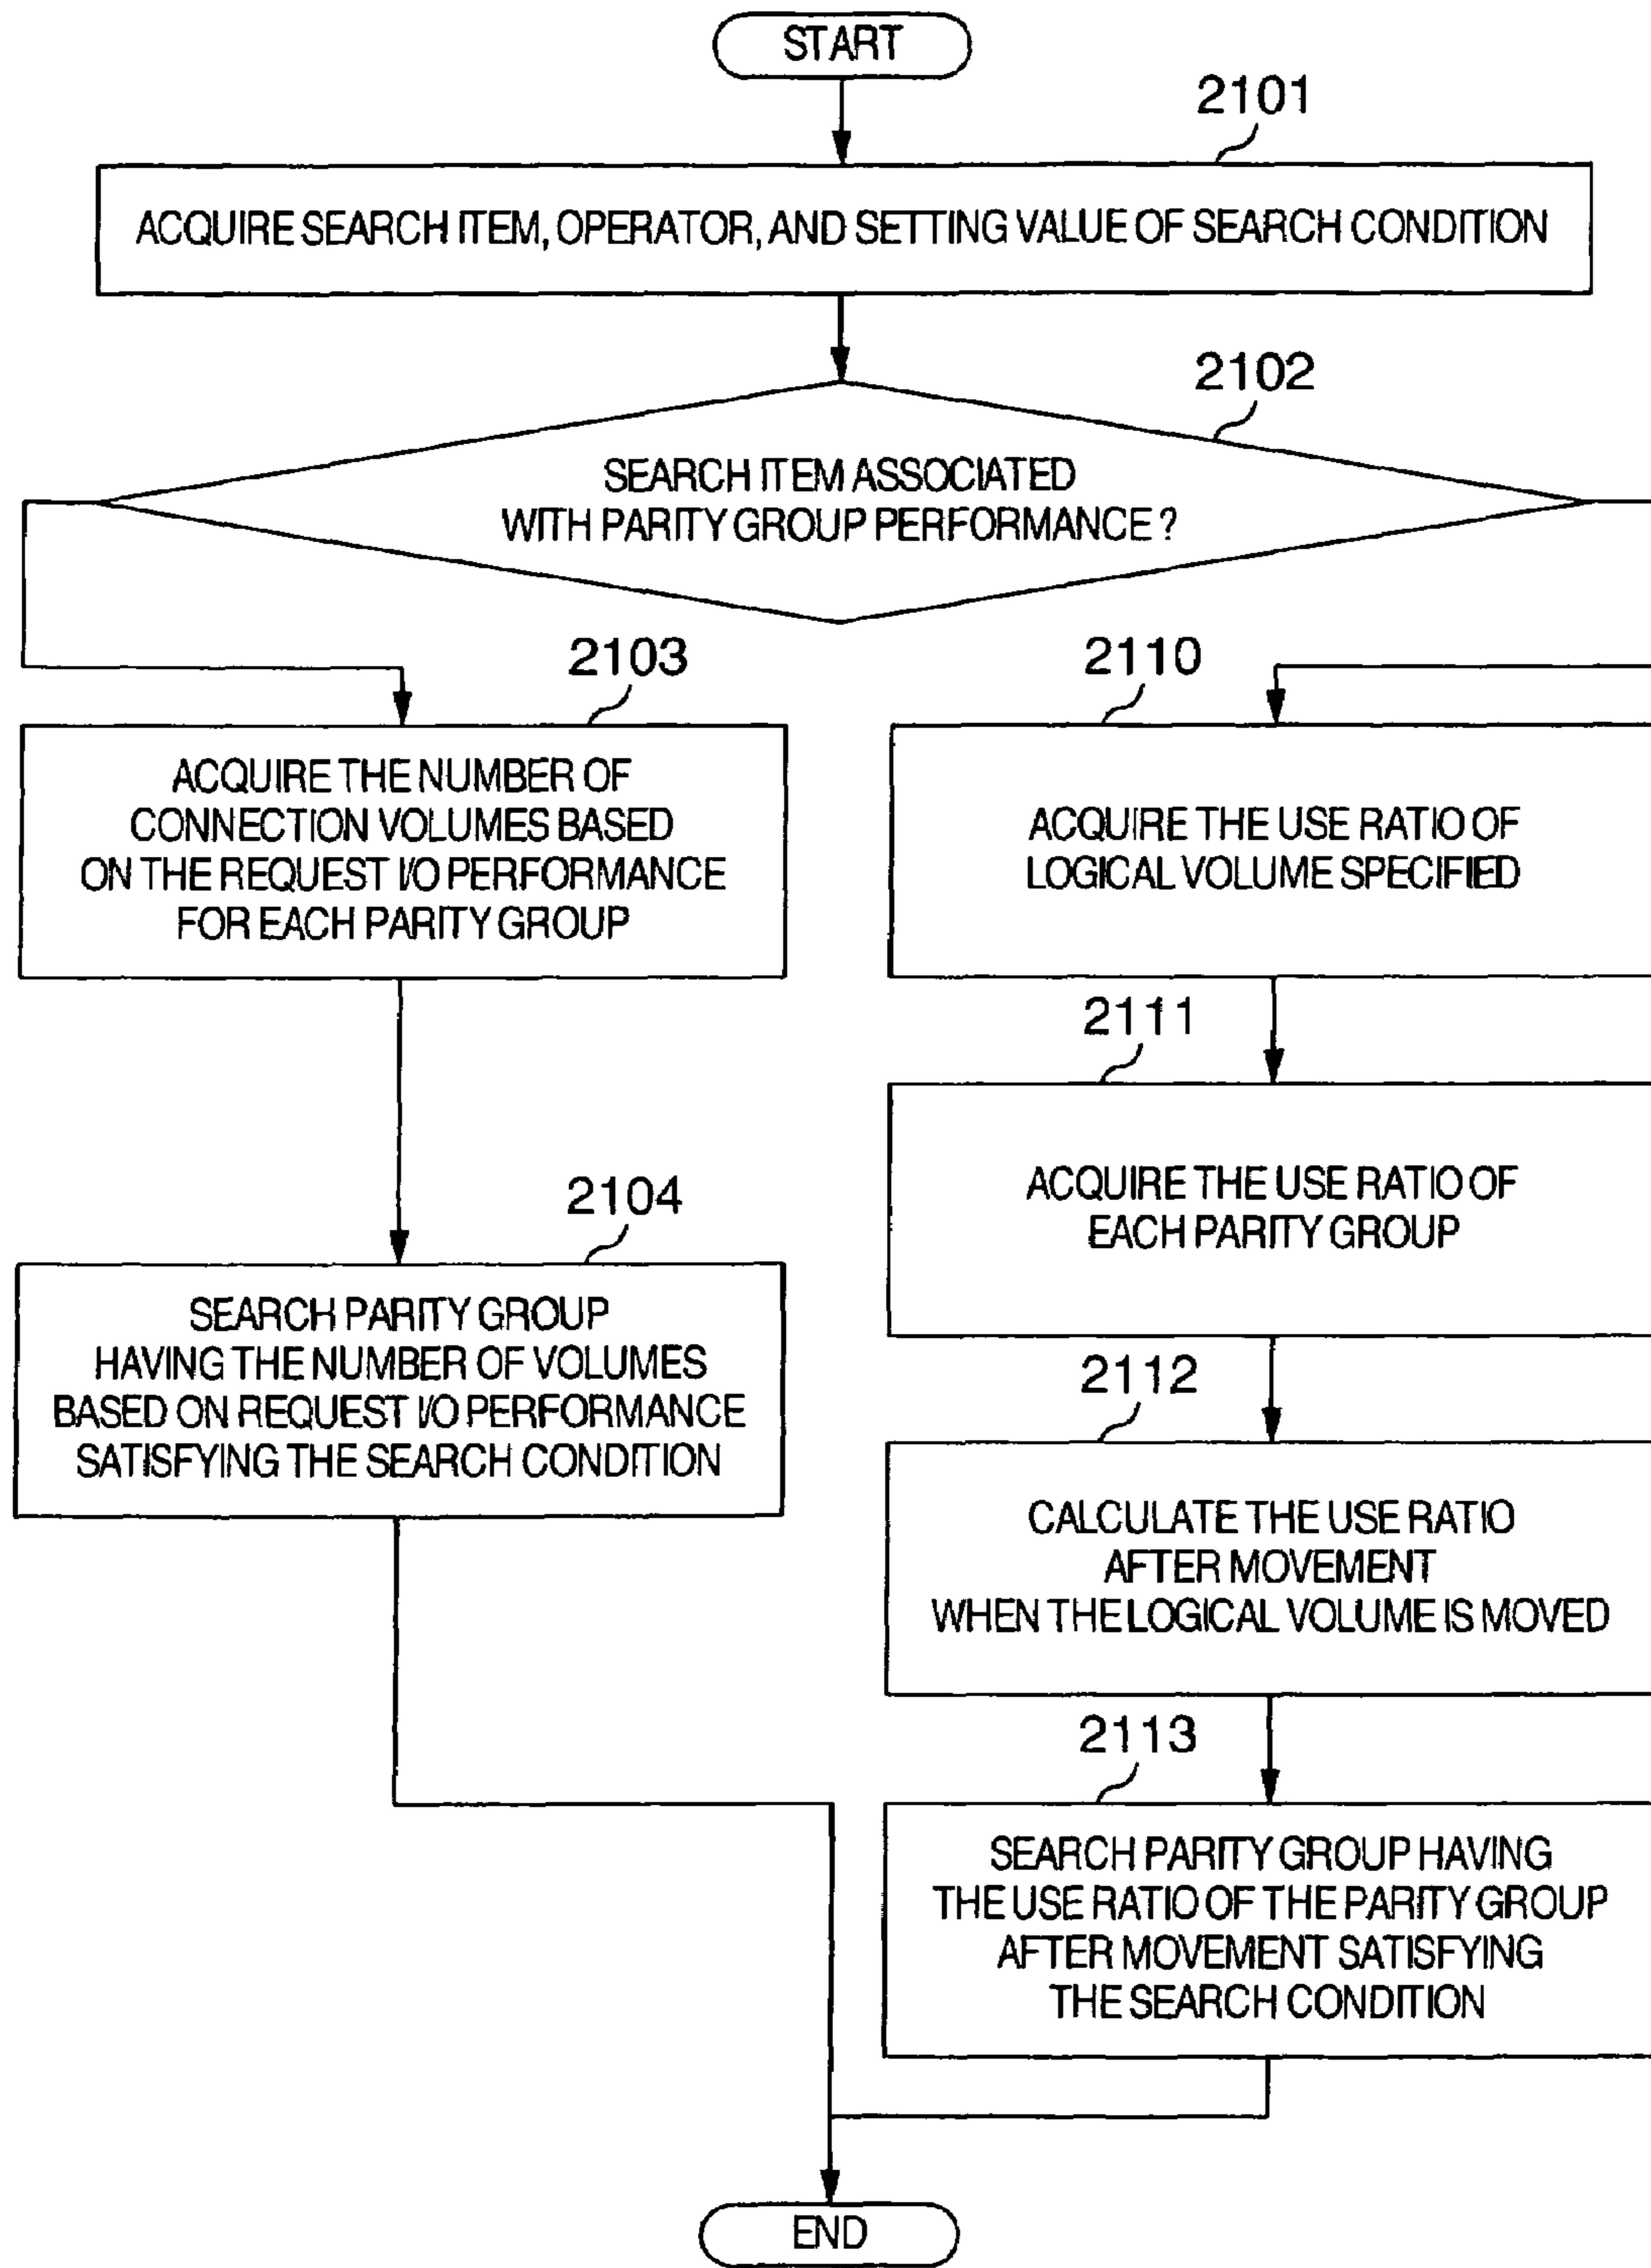 START
2101
ACQUIRE SEARCH ITEM, OPERATOR, AND SETTING VALUE OF SEARCH CONDITION
2102
SEARCH ITEM ASSOCIATED
WITH PARITY GROUP PERFORMANCE?
2103
ACQUIRE THE NUMBER OF
CONNECTION VOLUMES BASED
ON THE REQUEST I/O PERFORMANCE
FOR EACH PARITY GROUP
2104
SEARCH PARITY GROUP
HAVING THE NUMBER OF VOLUMES
BASED ON REQUEST I/O PERFORMANCE
SATISFYING THE SEARCH CONDITION
2110
ACQUIRE THE USE RATIO OF
LOGICAL VOLUME SPECIFIED
2111
ACQUIRE THE USE RATIO OF
EACH PARITY GROUP
2112
CALCULATE THE USE RATIO
AFTER MOVEMENT
WHEN THE LOGICAL VOLUME IS MOVED
2113
SEARCH PARITY GROUP HAVING
THE USE RATIO OF THE PARITY GROUP
AFTER MOVEMENT SATISFYING
THE SEARCH CONDITION
END